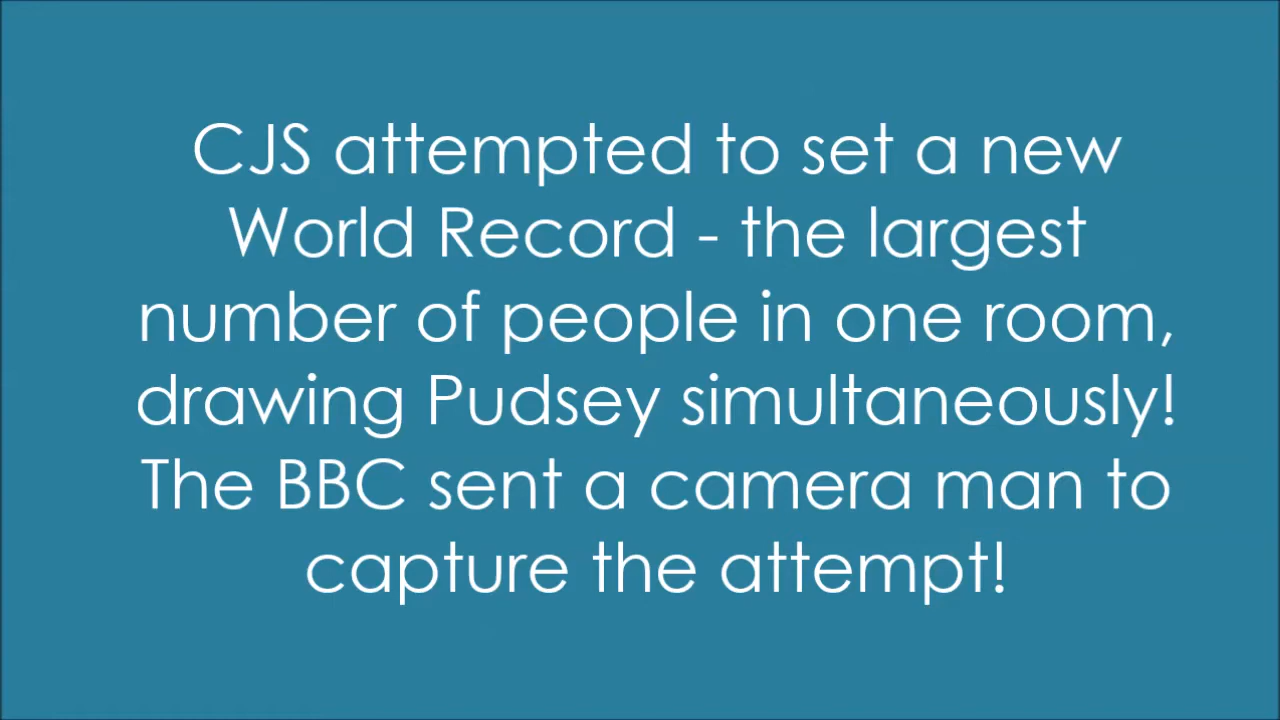 CJS attempted to set a new
World Record - the largest
number of people in one room,
drawing Pudsey simultaneously!
The BBC sent a camera man to
capture the attempt!